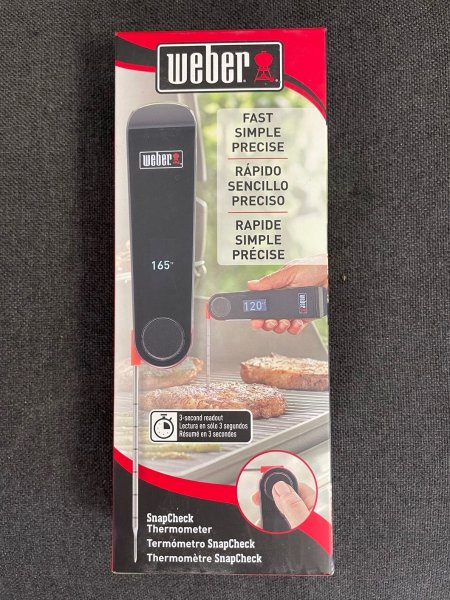 weber
FAST
SIMPLE
PRECISE
RÁPIDO
SENCILLO
PRECISO
RAPIDE
SIMPLE
PRÉCISE
weber
165°F
120°
3-second readout
Lectura en sólo 3 segundos
Résumé en 3 secondes
SnapCheck
Thermometer
Termómetro SnapCheck
Thermomètre SnapCheck